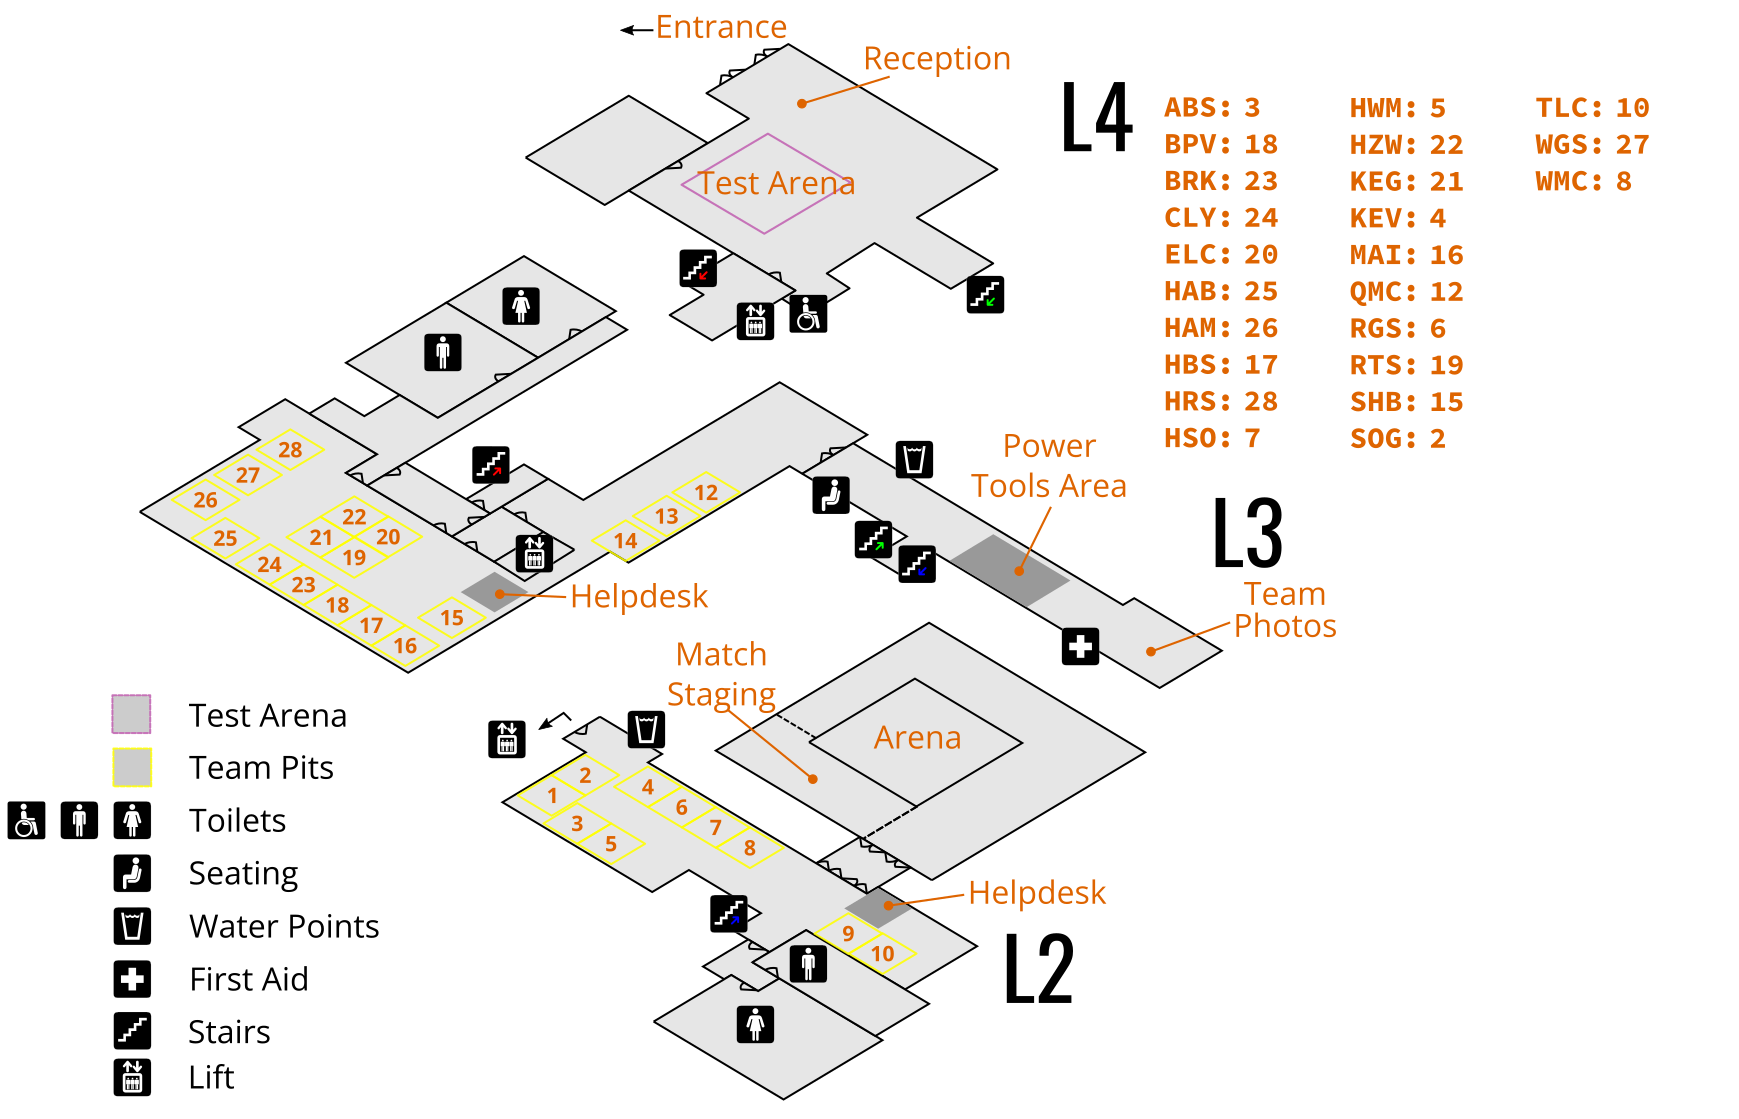 Entrance
Reception
Test Arena
L4
ABS: 3
BPV: 18
BRK: 23
CLY: 24
ELC: 20
HAB: 25
HAM: 26
HBS: 17
HRS: 28
HSO: 7
HWM: 5
HZW: 22
KEG: 21
KEV: 4
MAI: 16
QMC: 12
RGS: 6
RTS: 19
SHB: 15
SOG: 2
TLC: 10
WGS: 27
WMC: 8
28
27
26
25
24
23
18
17
16
22
21
20
19
15
14
13
12
Helpdesk
Power
Tools Area
L3
Team
Photos
Match
Staging
Arena
2
1
3
5
4
6
7
8
9
10
Helpdesk
L2
Test Arena
Team Pits
Toilets
Seating
Water Points
First Aid
Stairs
Lift